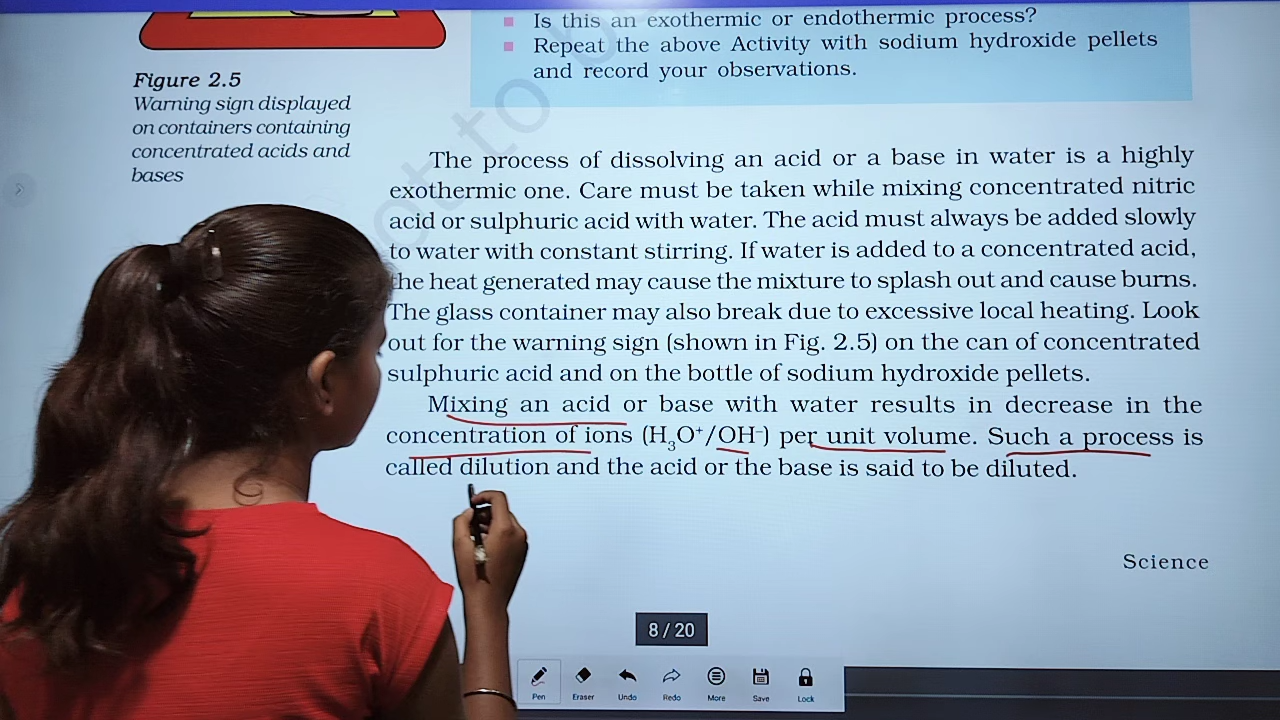 Is this an exothermic or endothermic process?
Repeat the above Activity with sodium hydroxide pellets
and record your observations.
Figure 2.5
Warning sign displayed
on containers containing
concentrated acids and
bases
The process of dissolving an acid or a base in water is a highly
exothermic one. Care must be taken while mixing concentrated nitric
acid or sulphuric acid with water. The acid must always be added slowly
to water with constant stirring. If water is added to a concentrated acid,
the heat generated may cause the mixture to splash out and cause burns.
The glass container may also break due to excessive local heating. Look
out for the warning sign (shown in Fig. 2.5) on the can of concentrated
sulphuric acid and on the bottle of sodium hydroxide pellets.
Mixing an acid or base with water results in decrease in the
concentration of ions (H₃O⁺/OH⁻) per unit volume. Such a process is
called dilution and the acid or the base is said to be diluted.
Science
8 / 20
Pen Eraser Undo Redo More Save Lock